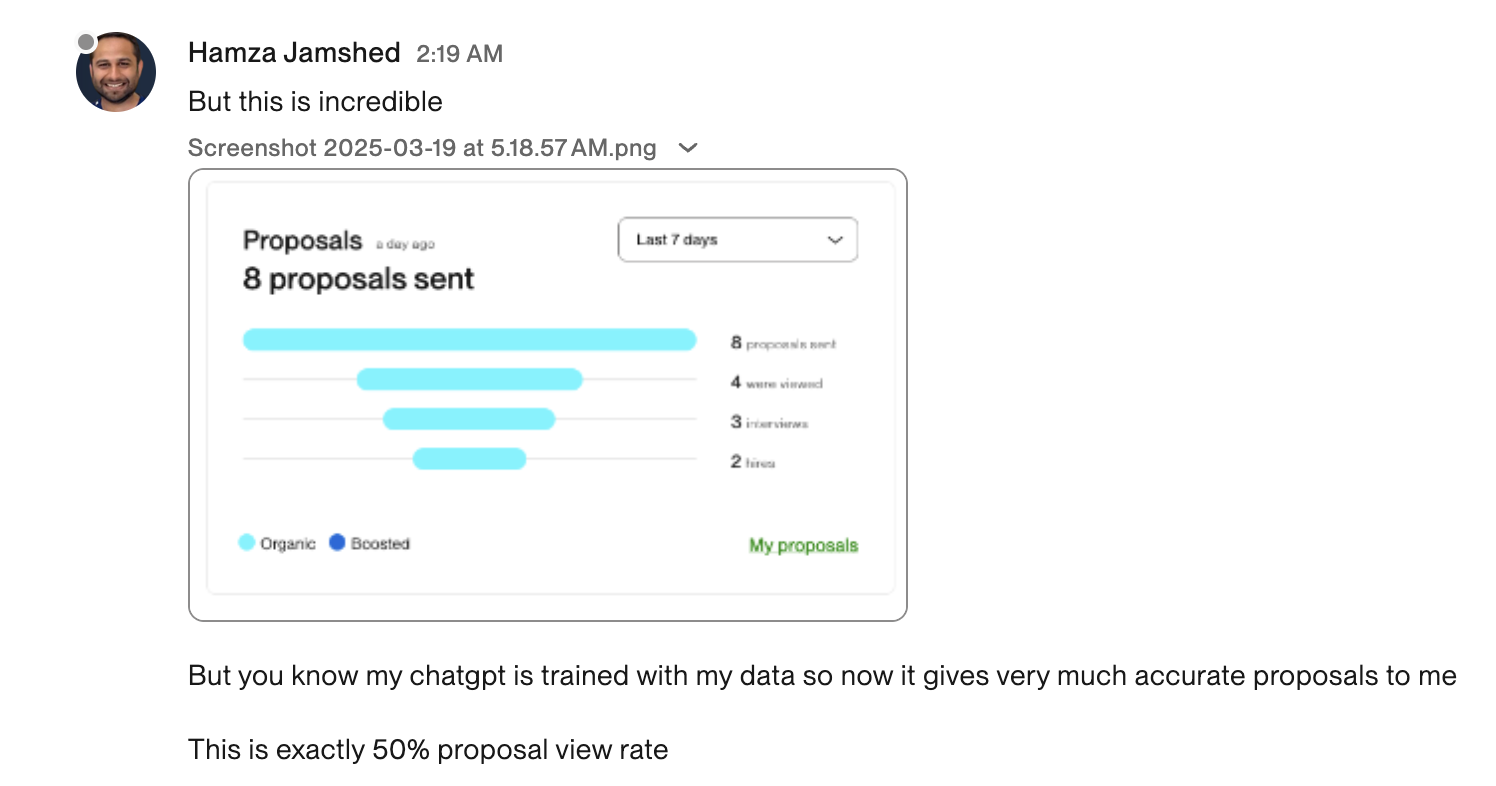 Hamza Jamshed 2:19 AM
But this is incredible
Screenshot 2025-03-19 at 5.18.57 AM.png
Proposals a day ago
Last 7 days
8 proposals sent
8 proposals sent
4 were viewed
3 interviews
2 hires
Organic Boosted
My proposals
But you know my chatgpt is trained with my data so now it gives very much accurate proposals to me
This is exactly 50% proposal view rate